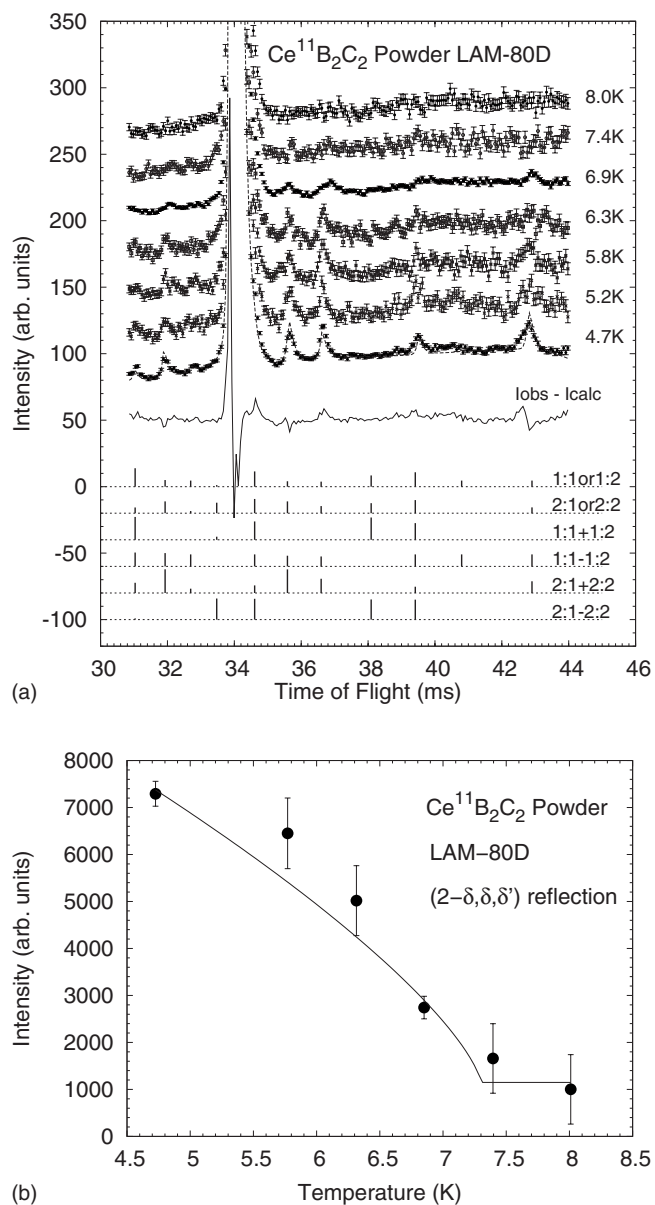 350
300
250
200
150
100
50
0
-50
-100
Intensity (arb. units)
Ce¹¹B₂C₂ Powder LAM-80D
8.0K
7.4K
6.9K
6.3K
5.8K
5.2K
4.7K
Iobs - Icalc
1:1or1:2
2:1or2:2
1:1+1:2
1:1-1:2
2:1+2:2
2:1-2:2
30 32 34 36 38 40 42 44 46
(a) Time of Flight (ms)
8000
7000
6000
5000
4000
3000
2000
1000
0
Intensity (arb. units)
Ce¹¹B₂C₂ Powder
LAM−80D
(2−δ,δ,δ') reflection
4.5 5 5.5 6 6.5 7 7.5 8 8.5
(b) Temperature (K)